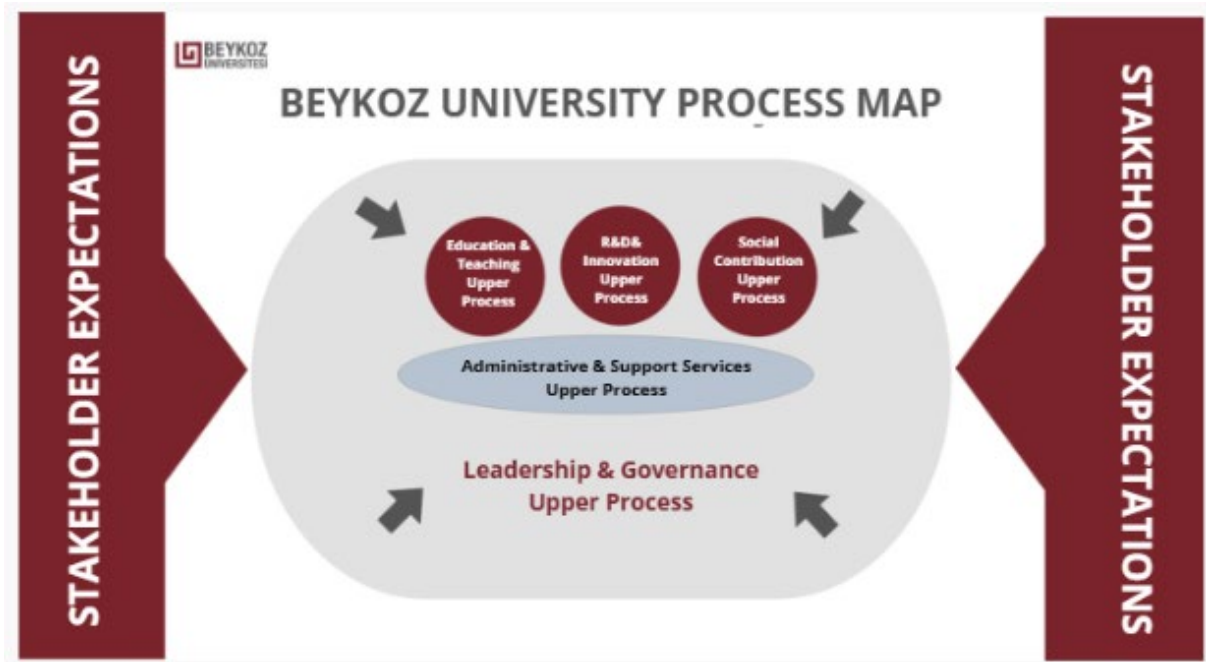 STAKEHOLDER EXPECTATIONS
BEYKOZ
ÜNİVERSİTESİ
BEYKOZ UNIVERSITY PROCESS MAP
Education &
Teaching
Upper
Process
R&D&
Innovation
Upper
Process
Social
Contribution
Upper
Process
Administrative & Support Services
Upper Process
Leadership & Governance
Upper Process
STAKEHOLDER EXPECTATIONS